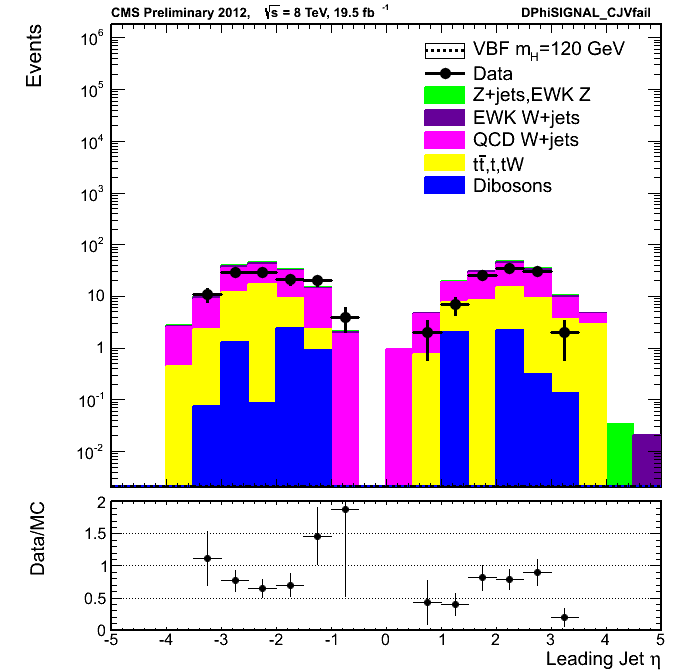 CMS Preliminary 2012, √s = 8 TeV, 19.5 fb⁻¹ DPhiSIGNAL_CJVfail
Events
10⁶
10⁵
10⁴
10³
10²
10
1
10⁻¹
10⁻²
VBF m_H=120 GeV
Data
Z+jets,EWK Z
EWK W+jets
QCD W+jets
tt̄,t,tW
Dibosons
Data/MC
2
1.5
1
0.5
0
-5 -4 -3 -2 -1 0 1 2 3 4 5
Leading Jet η